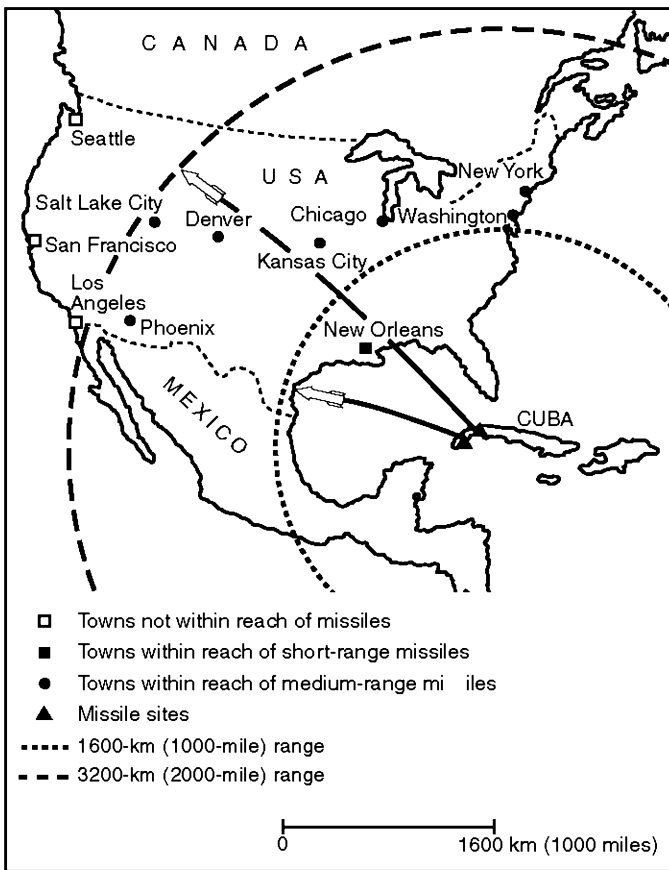 CANADA
Seattle
USA
New York
Salt Lake City
Denver
Chicago
Washington
San Francisco
Kansas City
Los
Angeles
Phoenix
New Orleans
MEXICO
CUBA
Towns not within reach of missiles
Towns within reach of short-range missiles
Towns within reach of medium-range mi iles
Missile sites
1600-km (1000-mile) range
3200-km (2000-mile) range
0
1600 km (1000 miles)